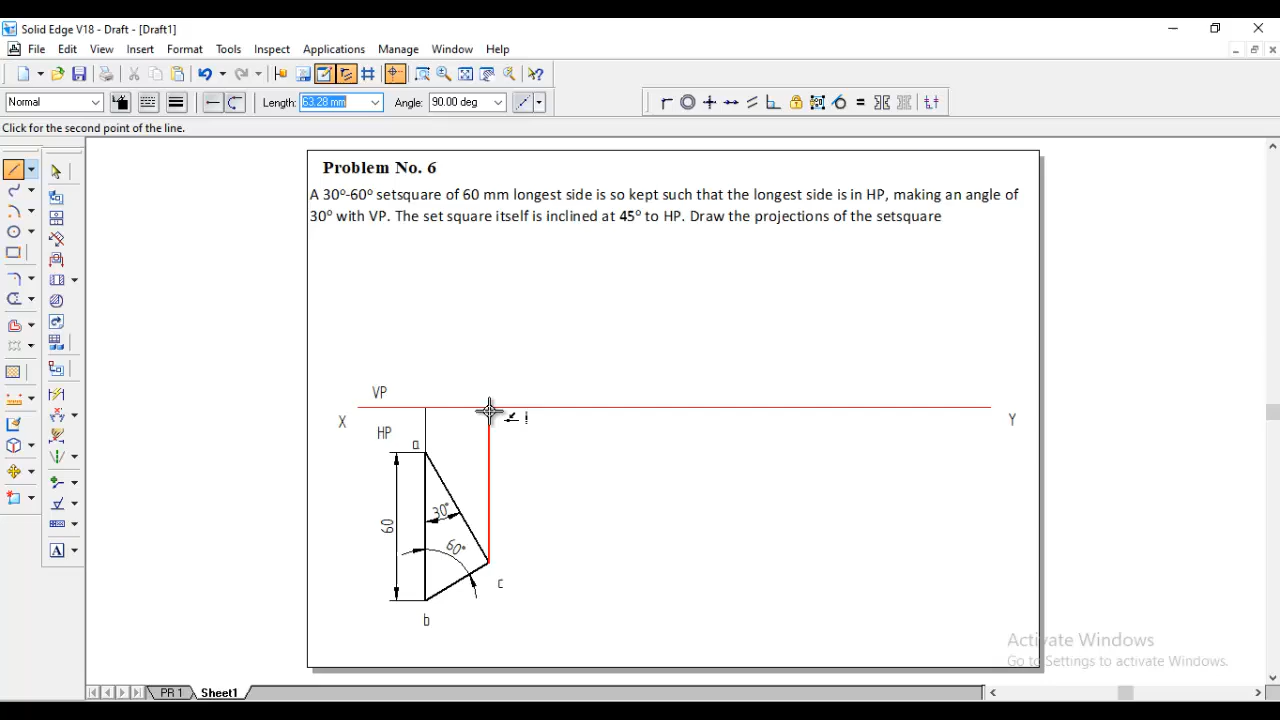 Solid Edge V18 - Draft - [Draft1]
File Edit View Insert Format Tools Inspect Applications Manage Window Help
Normal Length: 63.28 mm Angle: 90.00 deg
Click for the second point of the line.
Problem No. 6
A 30⁰-60⁰ setsquare of 60 mm longest side is so kept such that the longest side is in HP, making an angle of
30⁰ with VP. The set square itself is inclined at 45⁰ to HP. Draw the projections of the setsquare
VP
X Y
HP
a
30°
60
60°
c
b
A
Activate Windows
Go to Settings to activate Windows.
PR 1 Sheet1